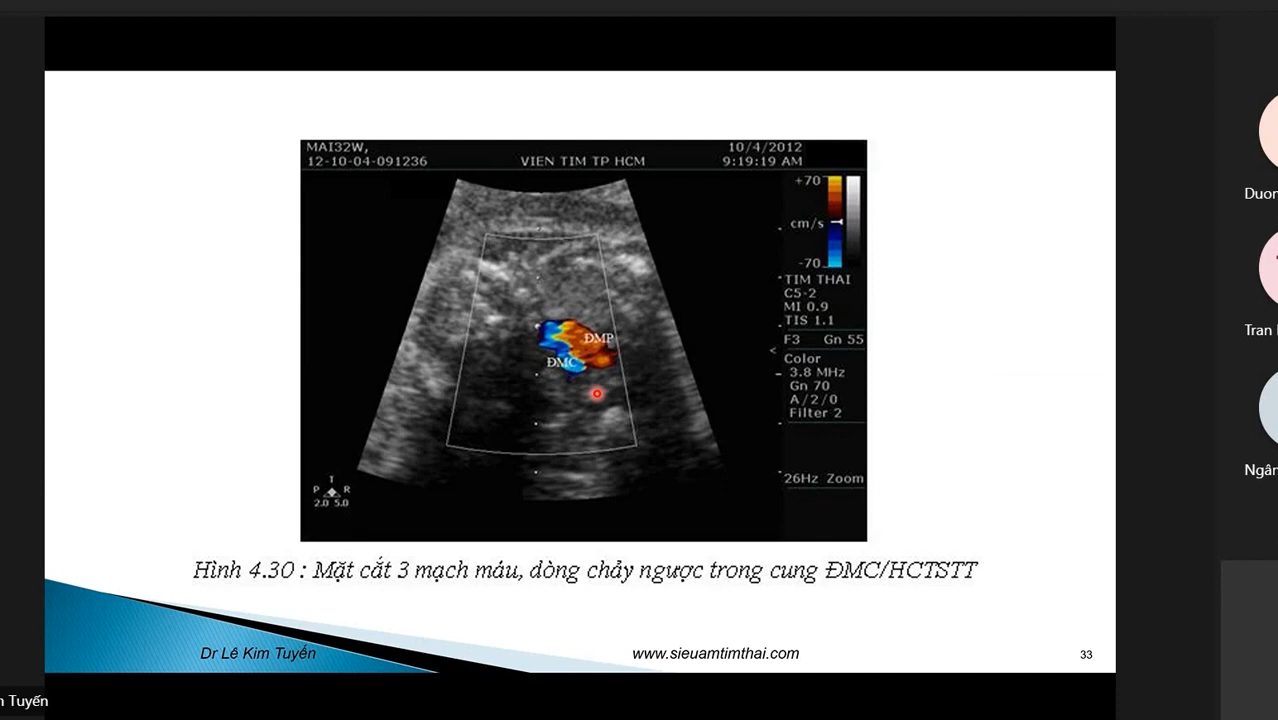 MAI32W,
12-10-04-091236
VIEN TIM TP HCM
10/4/2012
9:19:19 AM
+70
cm/s
-70
TIM THAI
C5-2
MI 0.9
TIS 1.1
F3 Gn 55
Color
3.8 MHz
Gn 70
A/2/0
Filter 2
26Hz Zoom
ĐMP
ĐMC
T
P R
2.0 5.0
Hình 4.30 : Mặt cắt 3 mạch máu, dòng chảy ngược trong cung ĐMC/HCTSTT
Dr Lê Kim Tuyến
www.sieuamtimthai.com
33
Tuyến
Tran